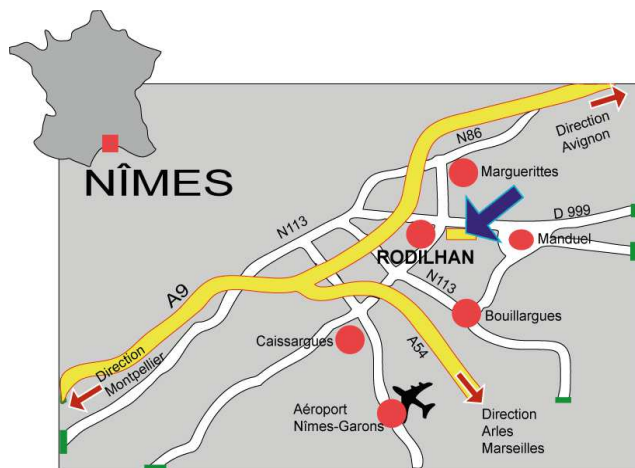 NÎMES
N86
Direction
Avignon
Marguerittes
N113
D 999
RODILHAN
Manduel
A9
N113
Bouillargues
Caissargues
A54
Direction
Montpellier
Aéroport
Nîmes-Garons
Direction
Arles
Marseilles